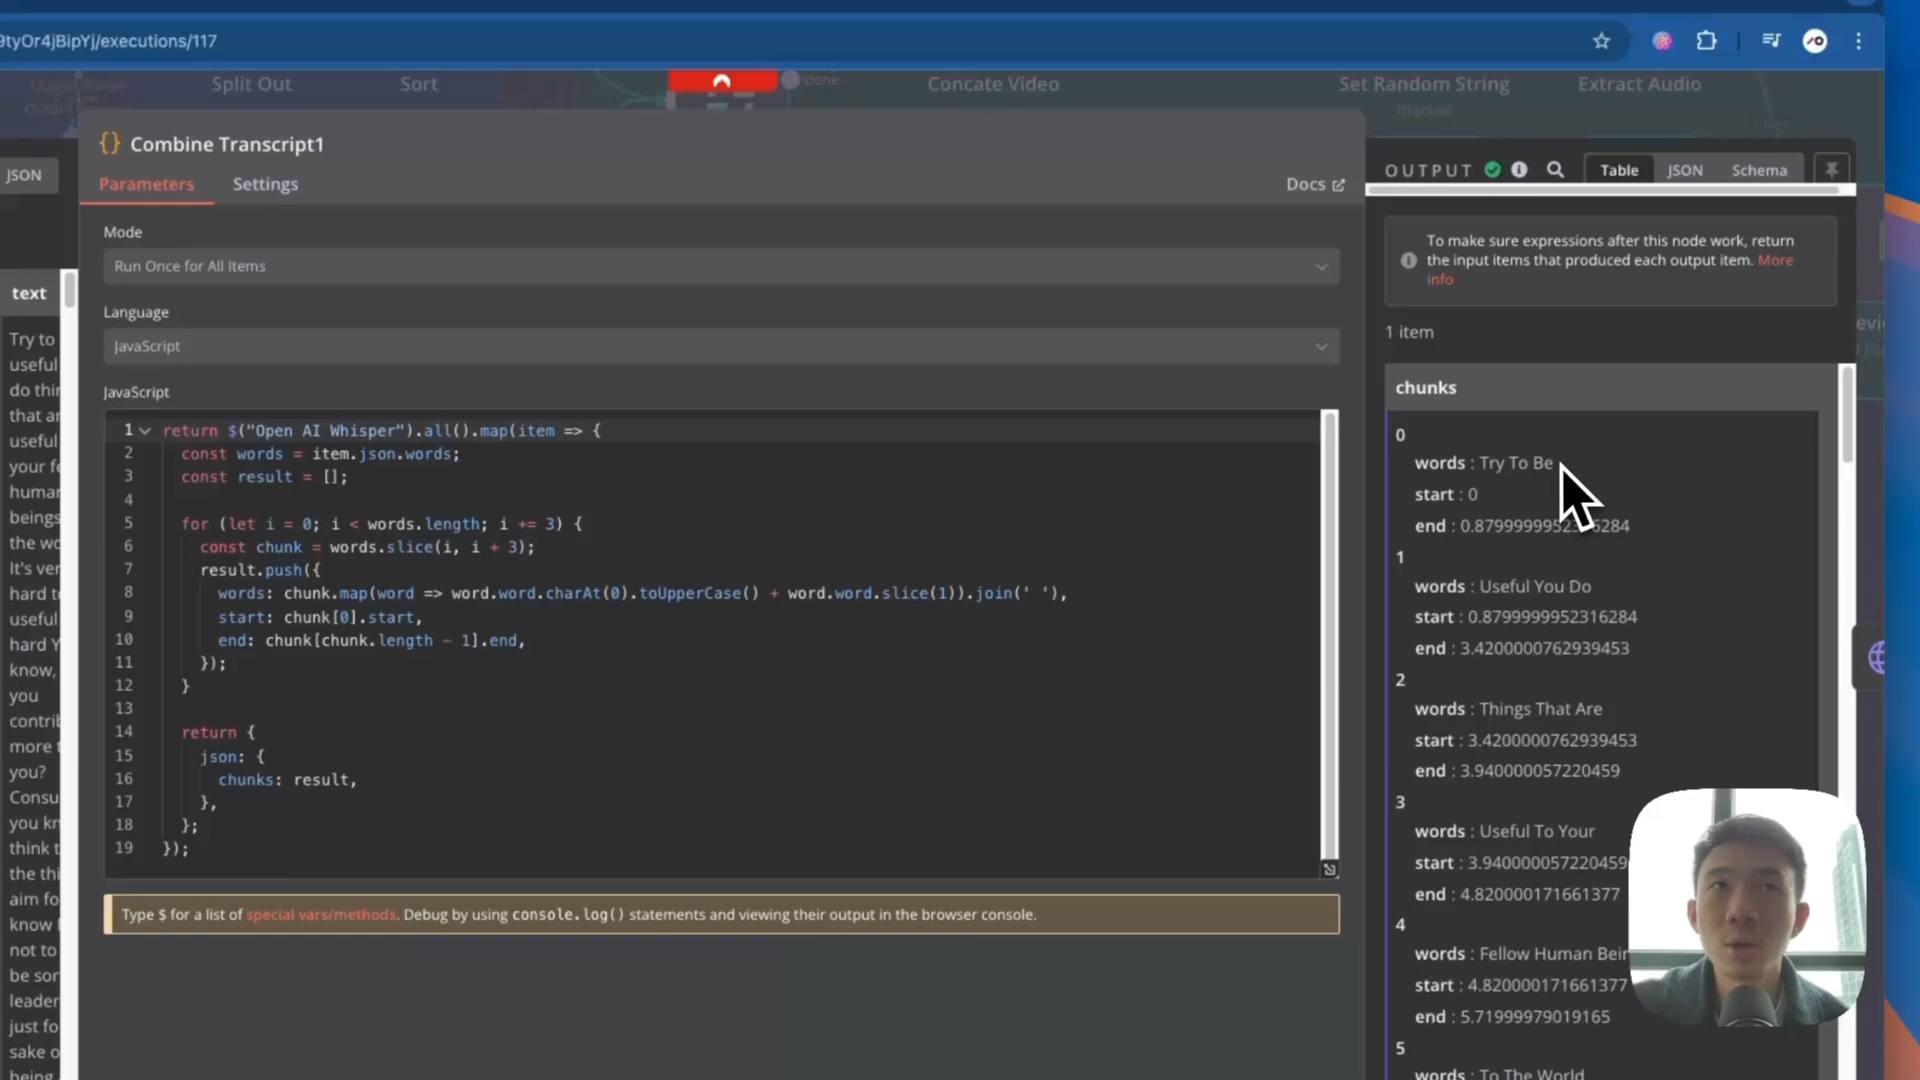 9tyOr4jBipYj/executions/117
Split Out
Sort
done
Concate Video
Set Random String
manual
Extract Audio
{} Combine Transcript1
JSON
Parameters
Settings
Docs
Mode
Run Once for All Items
Language
JavaScript
JavaScript
1 return $("Open AI Whisper").all().map(item => {
2 const words = item.json.words;
3 const result = [];
4
5 for (let i = 0; i < words.length; i += 3) {
6 const chunk = words.slice(i, i + 3);
7 result.push({
8 words: chunk.map(word => word.word.charAt(0).toUpperCase() + word.word.slice(1)).join(' '),
9 start: chunk[0].start,
10 end: chunk[chunk.length - 1].end,
11 });
12 }
13
14 return {
15 json: {
16 chunks: result,
17 },
18 };
19 });
Type $ for a list of special vars/methods. Debug by using console.log() statements and viewing their output in the browser console.
text
Try to
useful
do thin
that ar
useful
your fe
human
beings
the wo
It's ver
hard to
useful
hard Y
know,
you
contrib
more t
you?
Consu
you kn
think t
the thi
aim fo
know I
not to
be sor
leader
just fo
sake o
being
OUTPUT
Table
JSON
Schema
To make sure expressions after this node work, return
the input items that produced each output item. More
info
1 item
chunks
0
words : Try To Be
start : 0
end : 0.8799999952316284
1
words : Useful You Do
start : 0.8799999952316284
end : 3.4200000762939453
2
words : Things That Are
start : 3.4200000762939453
end : 3.940000057220459
3
words : Useful To Your
start : 3.940000057220459
end : 4.820000171661377
4
words : Fellow Human Bein
start : 4.820000171661377
end : 5.71999979019165
5
words : To The World